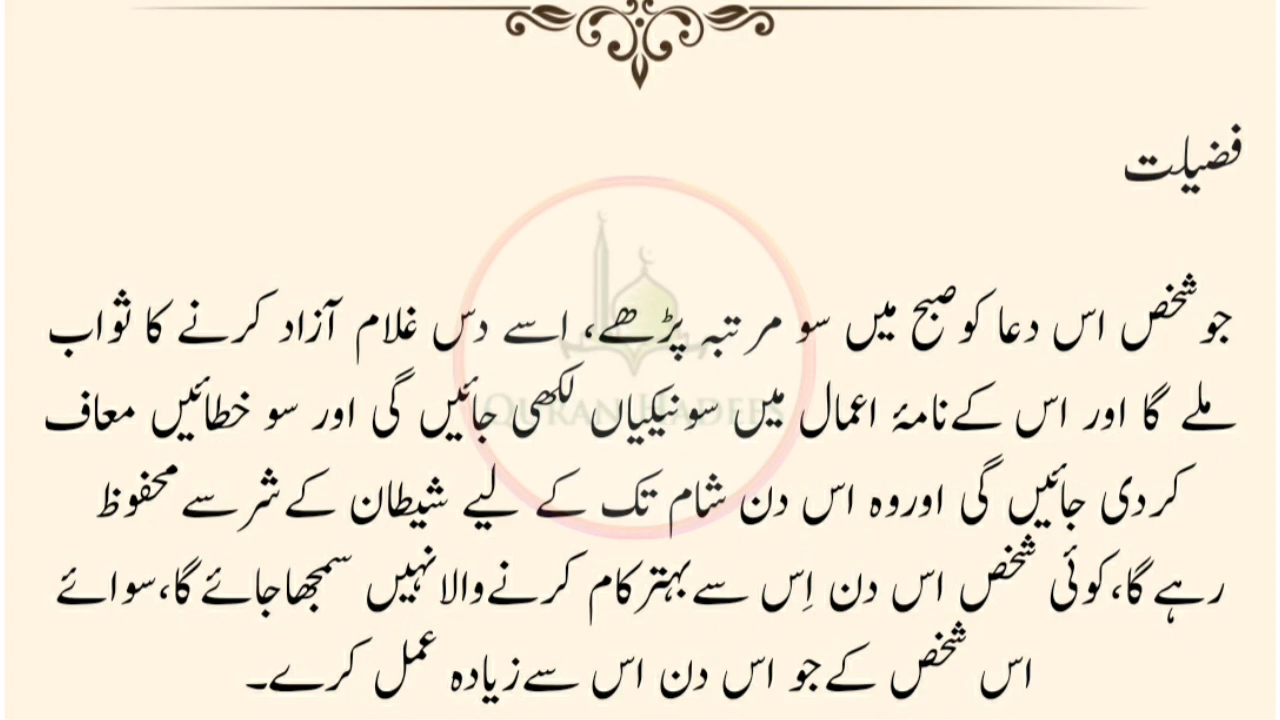 فضیلت
جو شخص اس دعا کو صبح میں سو مرتبہ پڑھے، اسے دس غلام آزاد کرنے کا ثواب
ملے گا اور اس کے نامۂ اعمال میں سو نیکیاں لکھی جائیں گی اور سو خطائیں معاف
کر دی جائیں گی اور وہ اس دن شام تک کے لیے شیطان کے شر سے محفوظ
رہے گا، کوئی شخص اس دن اِس سے بہتر کام کرنے والا نہیں سمجھا جائے گا، سوائے
اس شخص کے جو اس دن اس سے زیادہ عمل کرے۔
QURAN HADEES